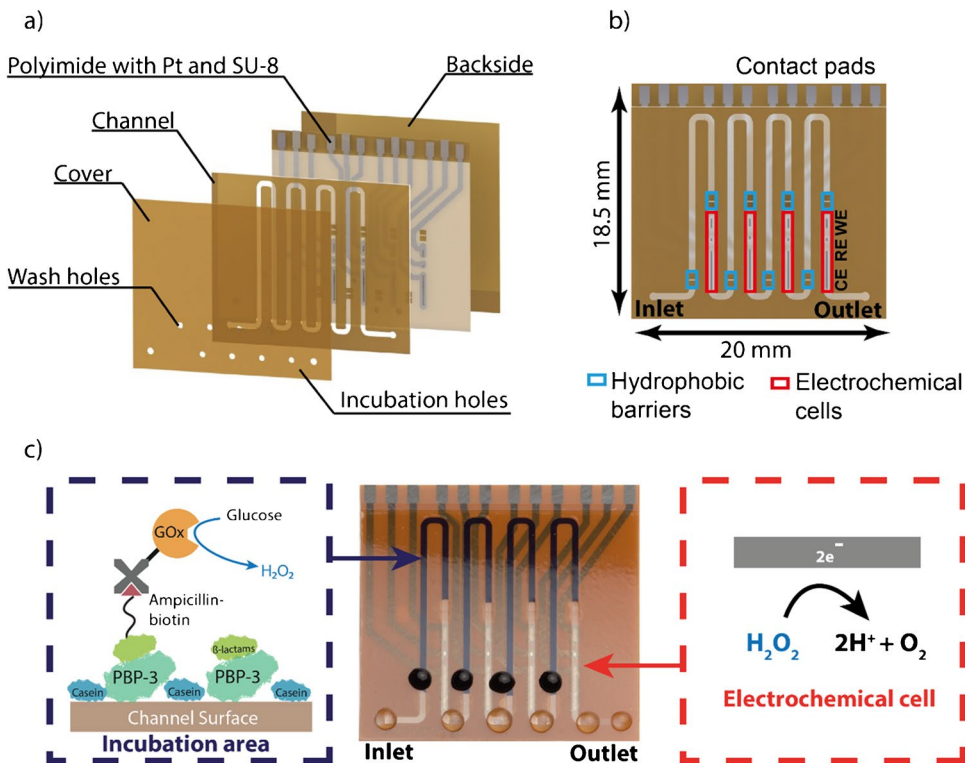 a)
Polyimide with Pt and SU-8
Backside
Channel
Cover
Wash holes
Incubation holes
b)
Contact pads
18.5 mm
CE RE WE
Inlet
Outlet
20 mm
Hydrophobic
barriers
Electrochemical
cells
c)
GOx
Glucose
H₂O₂
Ampicillin-
biotin
ß-lactams
PBP-3
PBP-3
Casein
Casein
Casein
Channel Surface
Incubation area
Inlet
Outlet
2e⁻
H₂O₂
2H⁺ + O₂
Electrochemical cell